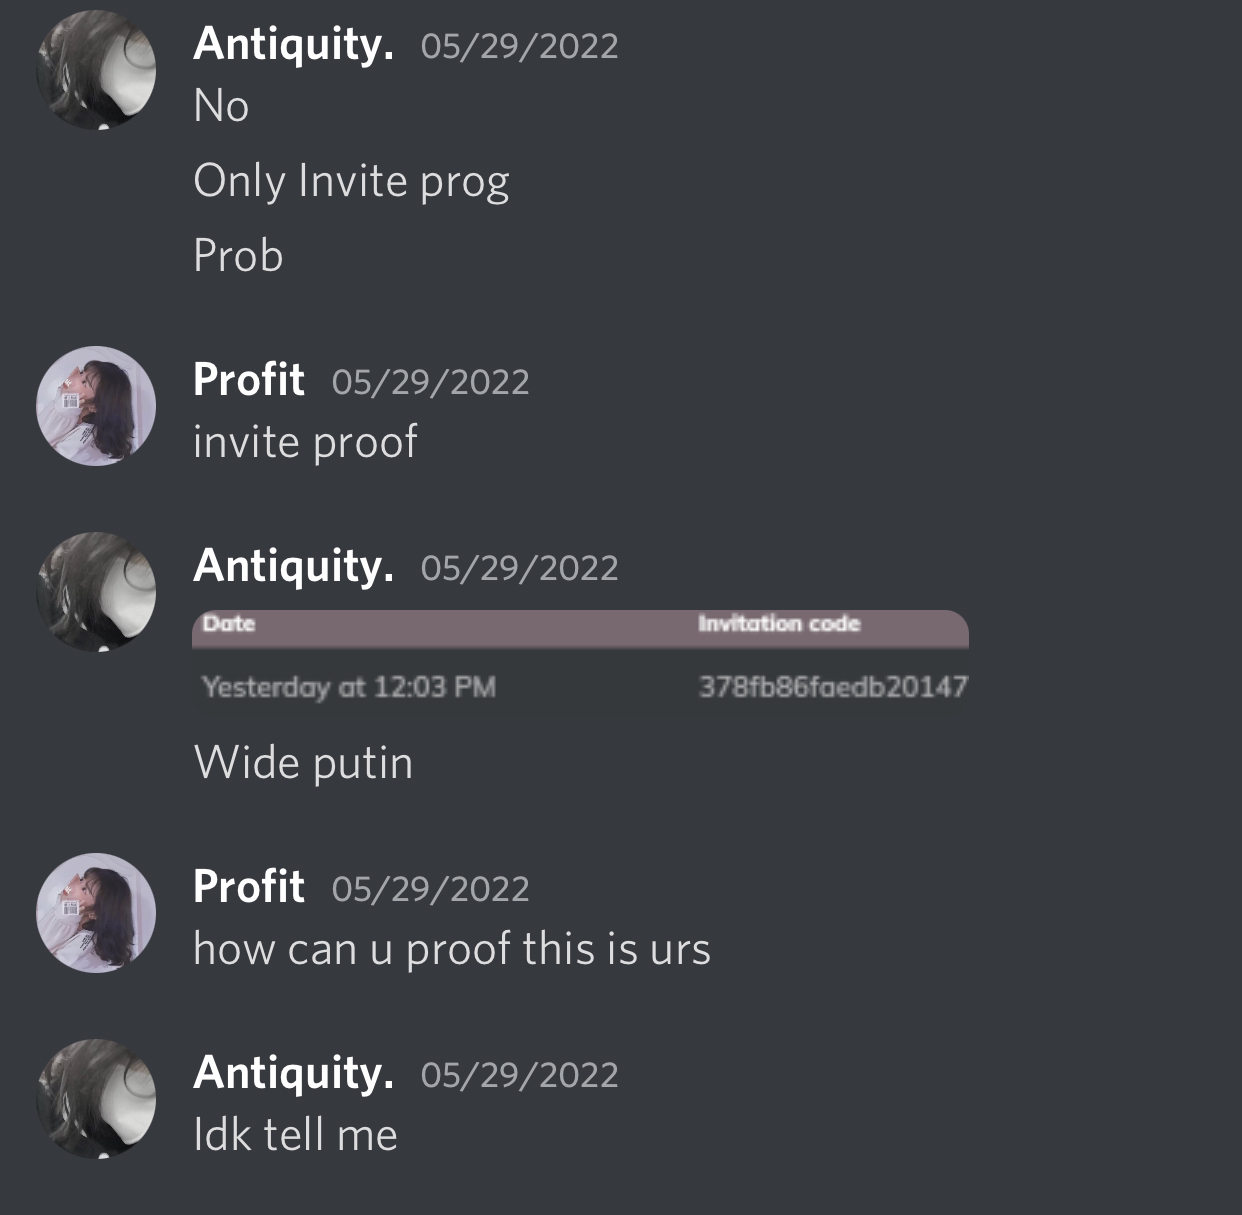 Antiquity. 05/29/2022
No
Only Invite prog
Prob
Profit 05/29/2022
invite proof
Antiquity. 05/29/2022
Date Invitation code
Yesterday at 12:03 PM 378fb86faedb20147
Wide putin
Profit 05/29/2022
how can u proof this is urs
Antiquity. 05/29/2022
Idk tell me